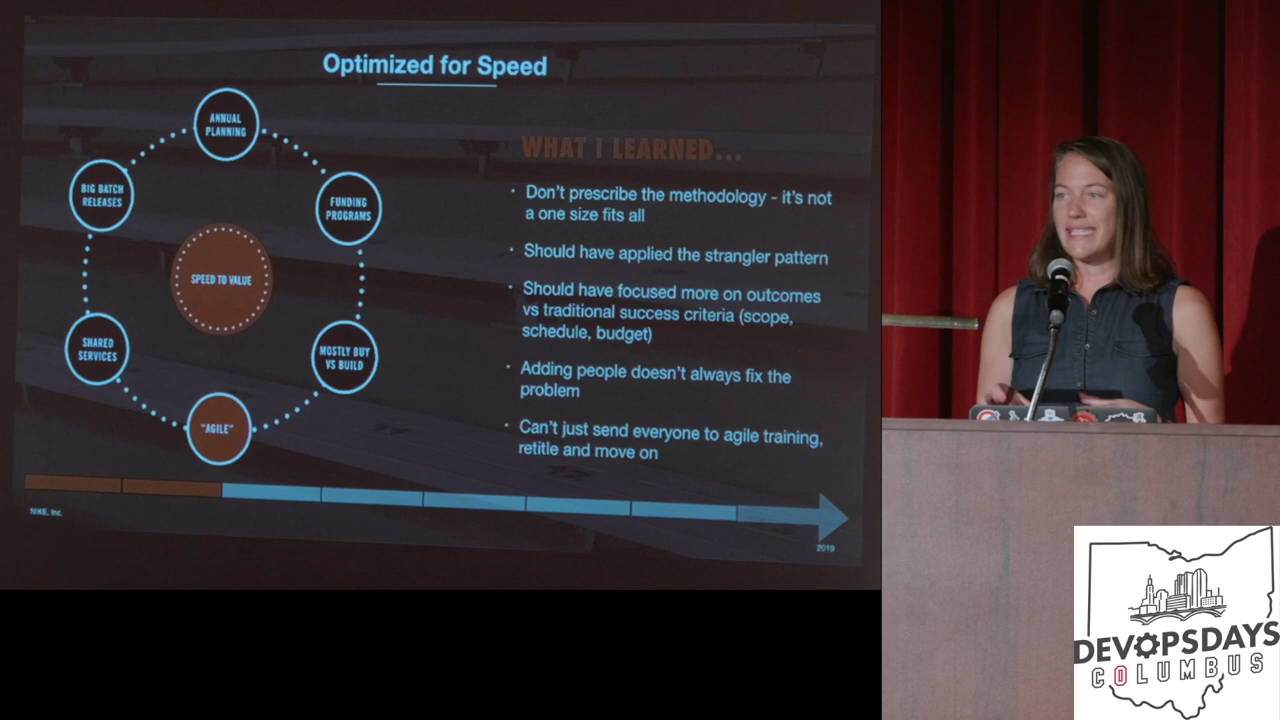 Optimized for Speed
ANNUAL
PLANNING
BIG BATCH
RELEASES
FUNDING
PROGRAMS
SPEED TO VALUE
SHARED
SERVICES
MOSTLY BUY
VS BUILD
"AGILE"
WHAT I LEARNED...
· Don't prescribe the methodology - it's not
a one size fits all
· Should have applied the strangler pattern
· Should have focused more on outcomes
vs traditional success criteria (scope,
schedule, budget)
· Adding people doesn't always fix the
problem
· Can't just send everyone to agile training,
retitle and move on
NIKE, Inc.
2019
DEVOPSDAYS
COLUMBUS